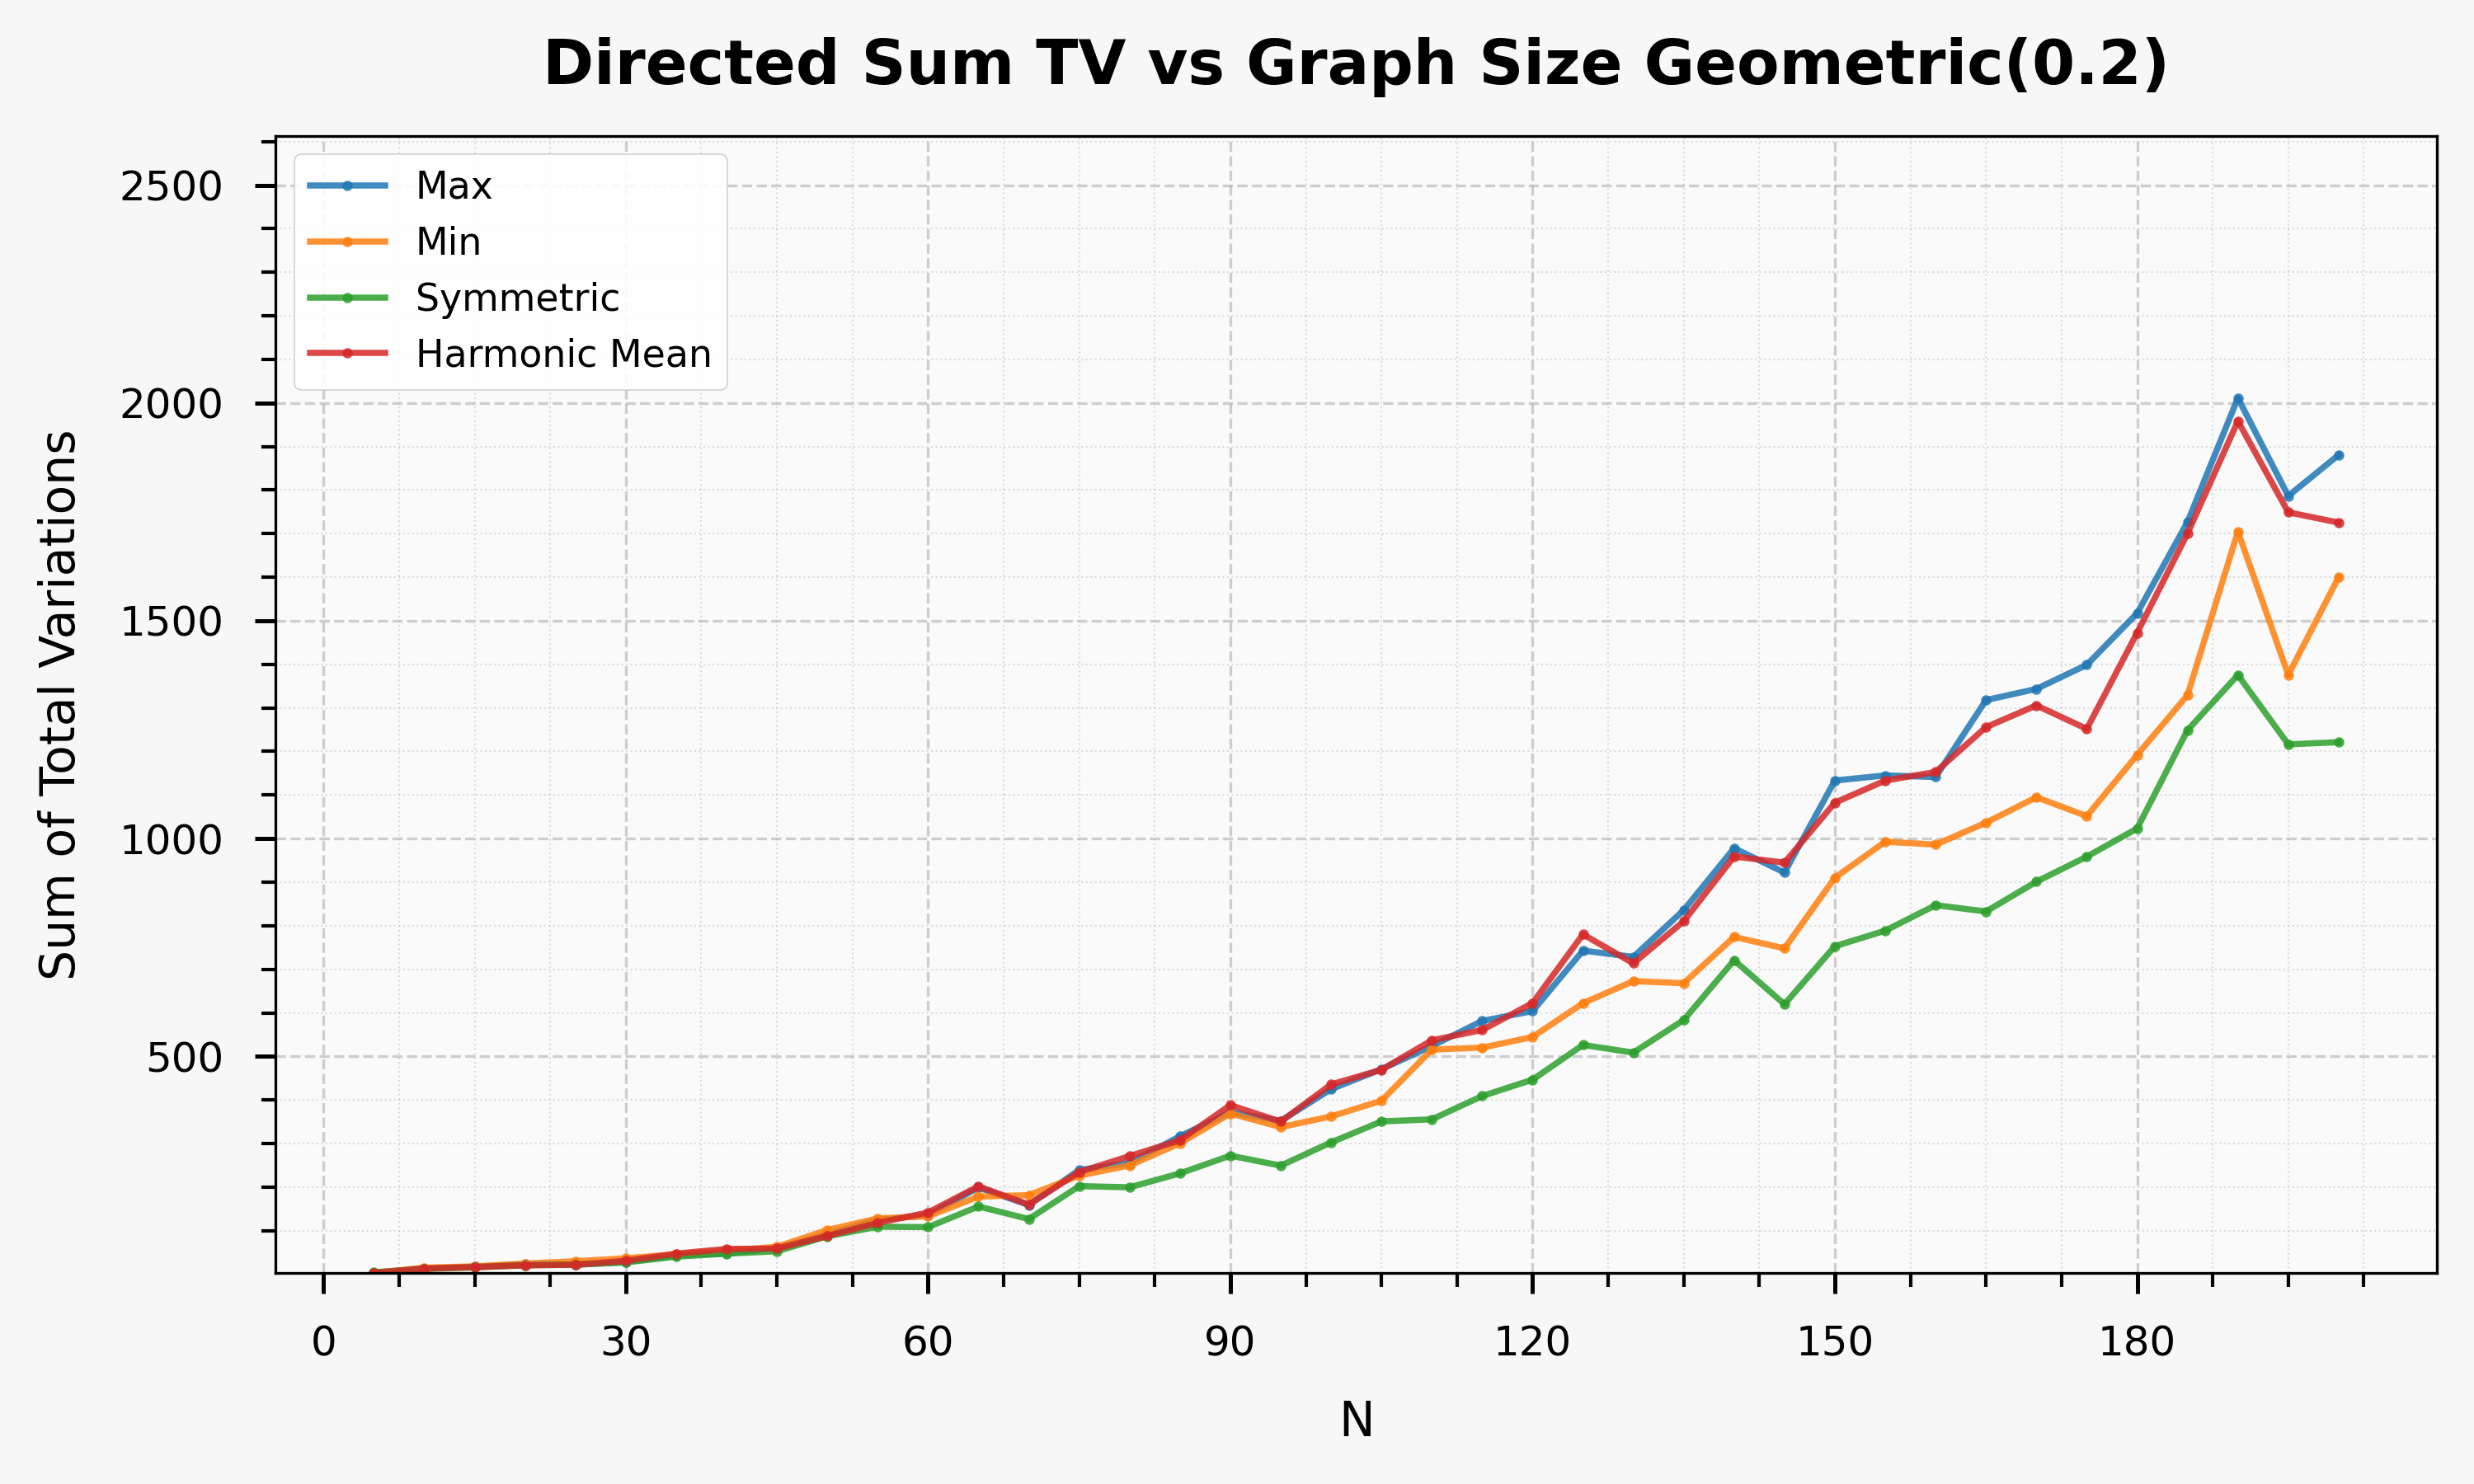 Directed Sum TV vs Graph Size Geometric(0.2)
Max
Min
Symmetric
Harmonic Mean
Sum of Total Variations
2500
2000
1500
1000
500
0 30 60 90 120 150 180
N